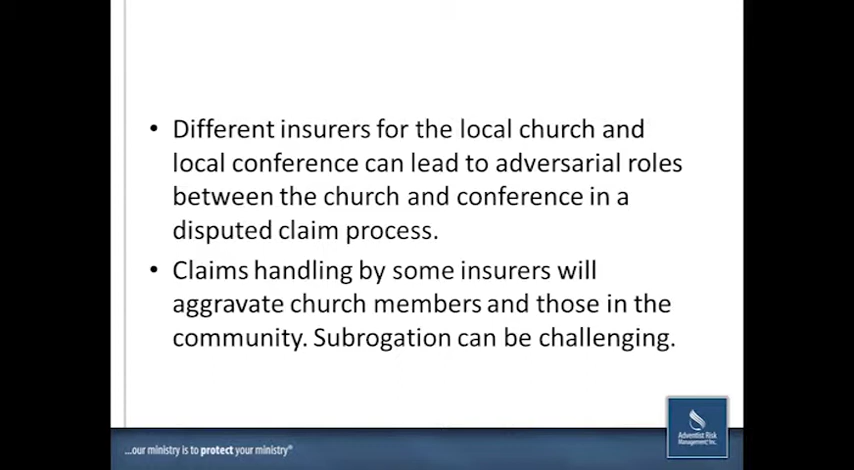 • Different insurers for the local church and
local conference can lead to adversarial roles
between the church and conference in a
disputed claim process.
• Claims handling by some insurers will
aggravate church members and those in the
community. Subrogation can be challenging.
Adventist Risk
Management, Inc.
...our ministry is to protect your ministry®